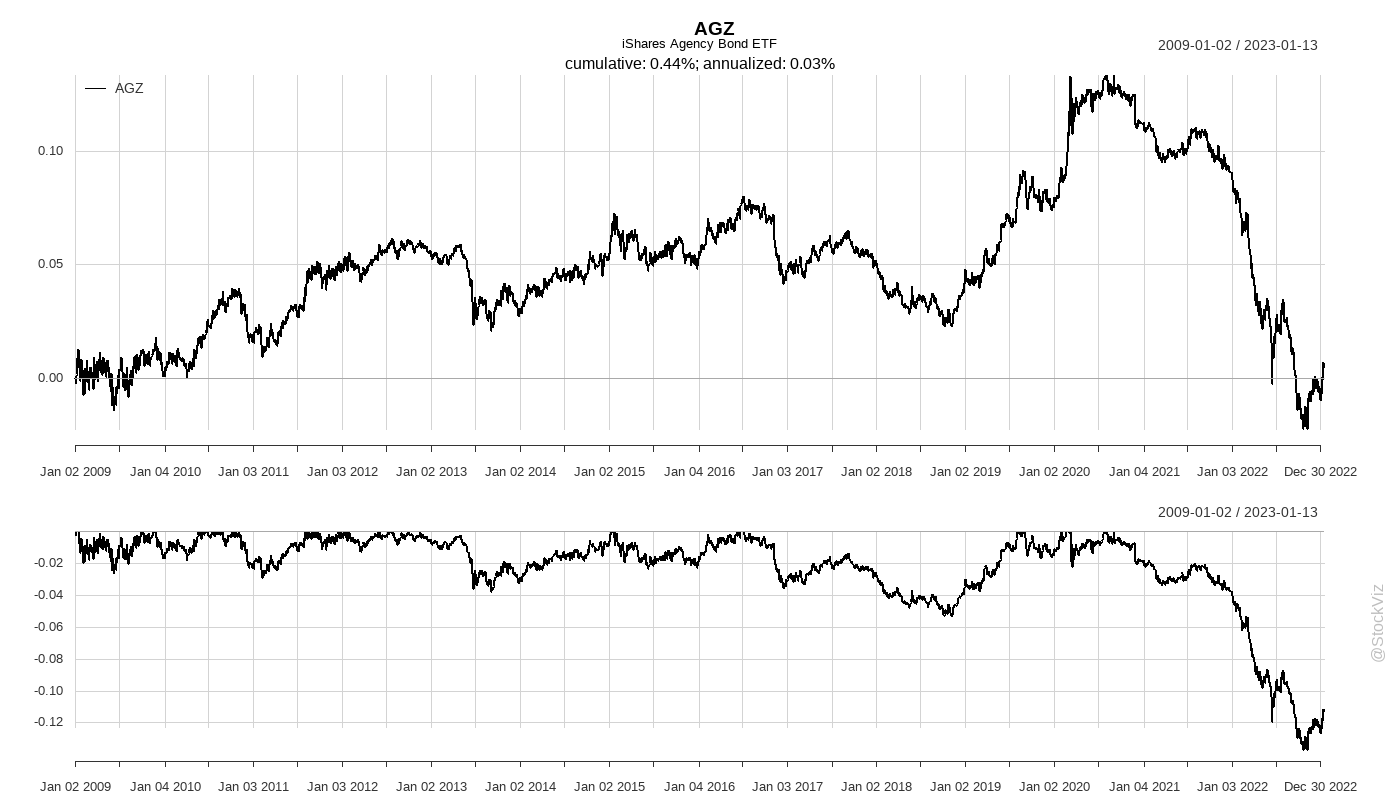 AGZ
iShares Agency Bond ETF
cumulative: 0.44%; annualized: 0.03%
2009-01-02 / 2023-01-13
AGZ
0.10
0.05
0.00
Jan 02 2009 Jan 04 2010 Jan 03 2011 Jan 03 2012 Jan 02 2013 Jan 02 2014 Jan 02 2015 Jan 04 2016 Jan 03 2017 Jan 02 2018 Jan 02 2019 Jan 02 2020 Jan 04 2021 Jan 03 2022 Dec 30 2022
2009-01-02 / 2023-01-13
-0.02
-0.04
-0.06
-0.08
-0.10
-0.12
Jan 02 2009 Jan 04 2010 Jan 03 2011 Jan 03 2012 Jan 02 2013 Jan 02 2014 Jan 02 2015 Jan 04 2016 Jan 03 2017 Jan 02 2018 Jan 02 2019 Jan 02 2020 Jan 04 2021 Jan 03 2022 Dec 30 2022
@StockViz